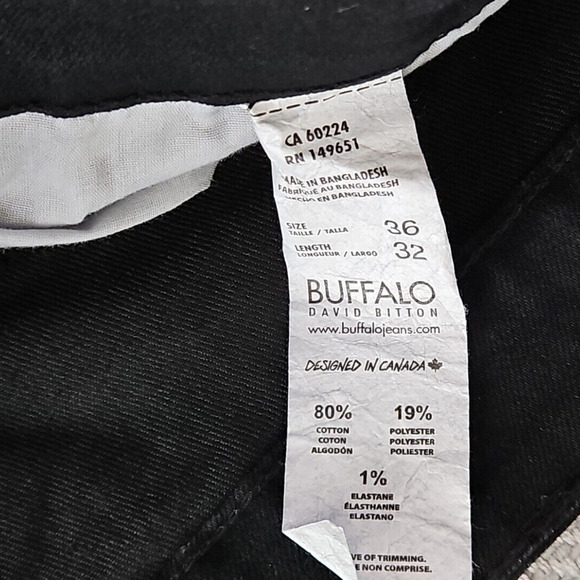 CA 60224
RN 149651
MADE IN BANGLADESH
FABRIQUÉ AU BANGLADESH
HECHO EN BANGLADESH
SIZE
TAILLE / TALLA 36
LENGTH
LONGUEUR / LARGO 32
BUFFALO
DAVID BITTON
www.buffalojeans.com
DESIGNED IN CANADA
80% 19%
COTTON POLYESTER
COTON POLYESTER
ALGODÓN POLIÉSTER
1%
ELASTANE
ÉLASTHANNE
ELASTANO
VE OF TRIMMING.
E NON COMPRISE.